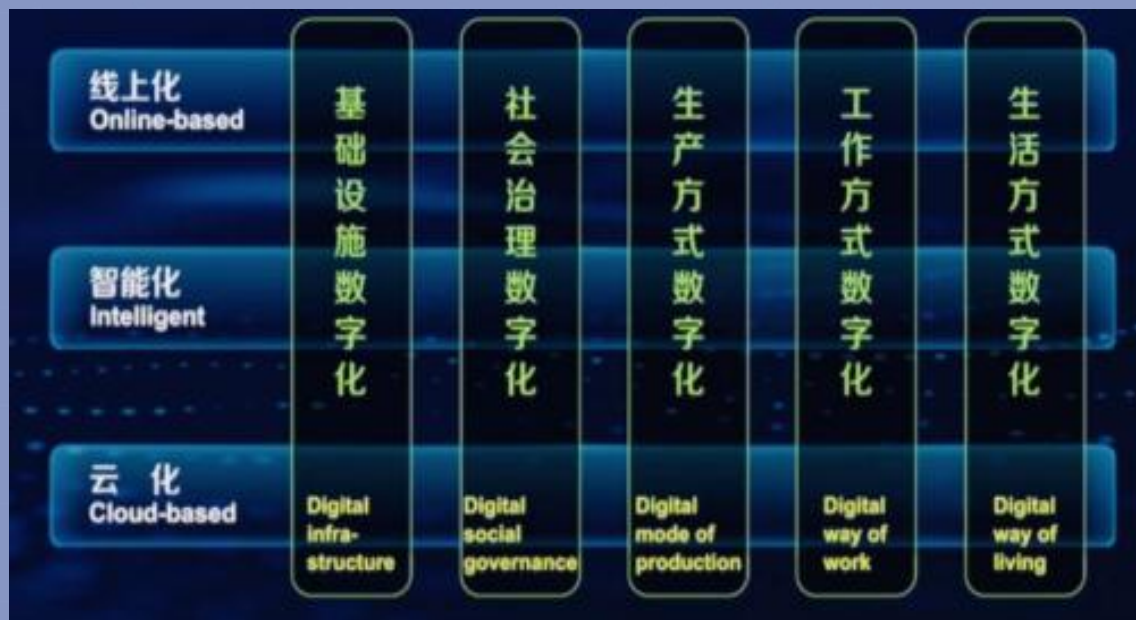 线上化
Online-based
智能化
Intelligent
云 化
Cloud-based
基础设施数字化
Digital
infra-
structure
社会治理数字化
Digital
social
governance
生产方式数字化
Digital
mode of
production
工作方式数字化
Digital
way of
work
生活方式数字化
Digital
way of
living